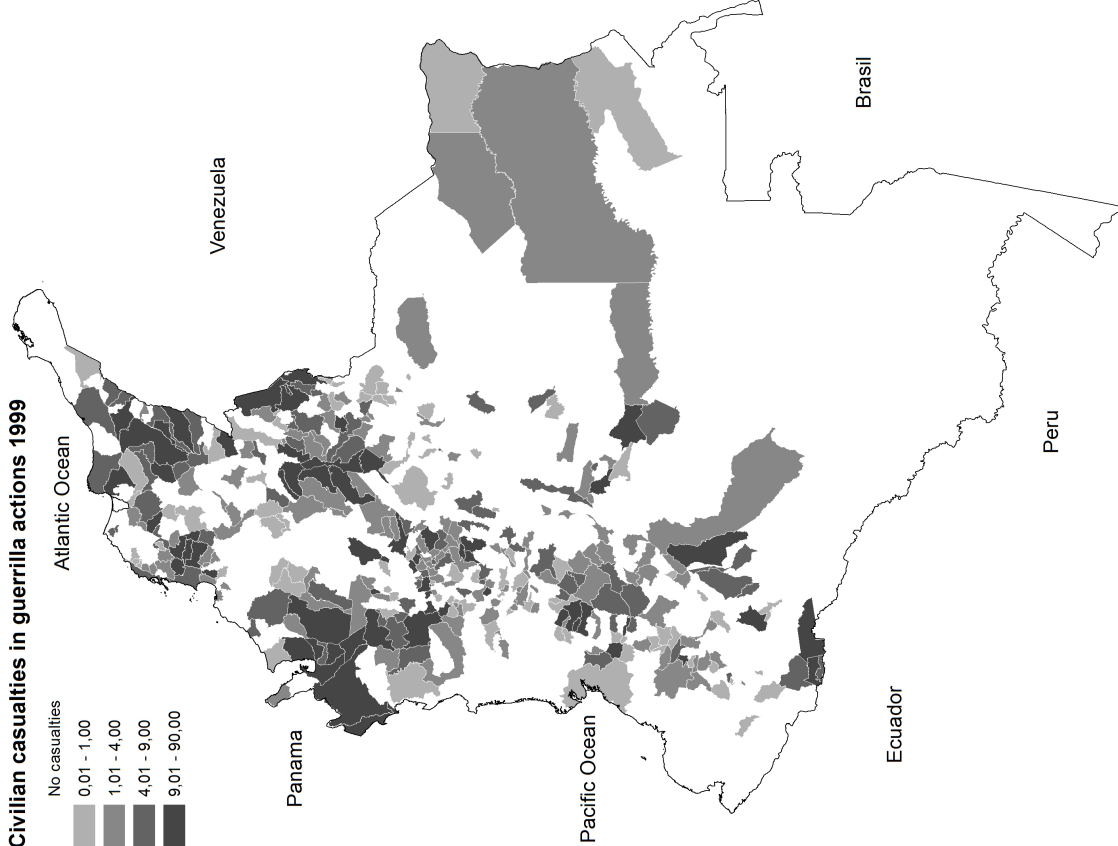 Civilian casualties in guerrilla actions 1999
No casualties
0,01 - 1,00
1,01 - 4,00
4,01 - 9,00
9,01 - 90,00
Atlantic Ocean
Venezuela
Panama
Pacific Ocean
Brasil
Ecuador
Peru